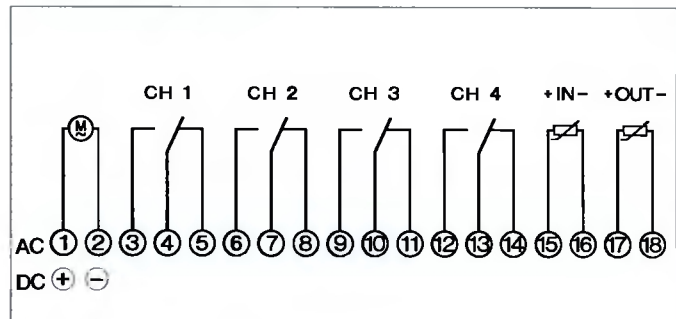 CH 1 CH 2 CH 3 CH 4 +IN- +OUT-
M
~
AC 1 2 3 4 5 6 7 8 9 10 11 12 13 14 15 16 17 18
DC + -